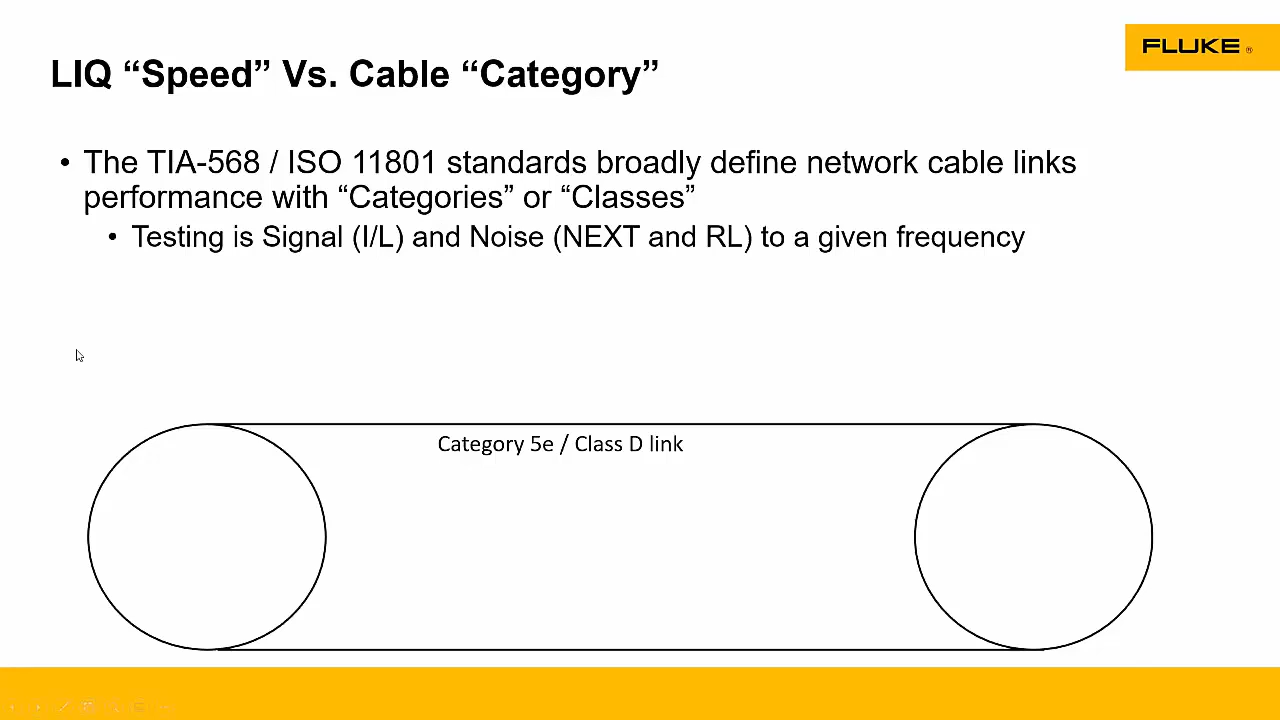 FLUKE ®
LIQ “Speed” Vs. Cable “Category”
• The TIA-568 / ISO 11801 standards broadly define network cable links
performance with “Categories” or “Classes”
• Testing is Signal (I/L) and Noise (NEXT and RL) to a given frequency
Category 5e / Class D link